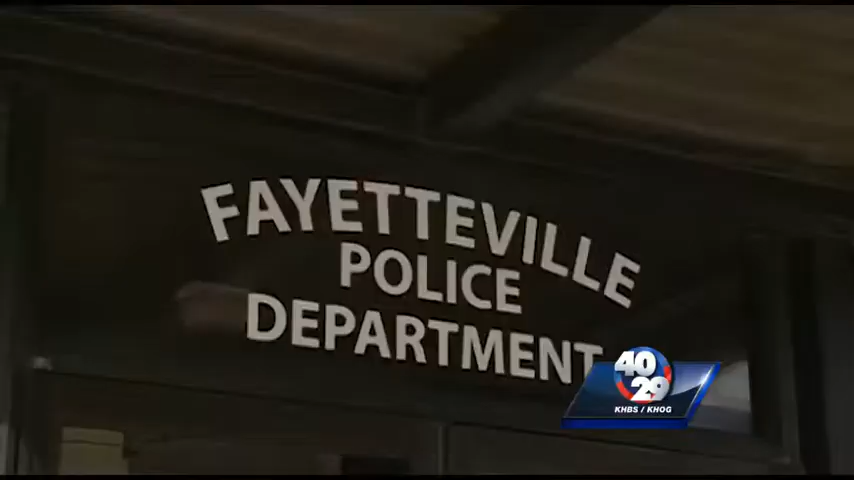 FAYETTEVILLE
POLICE
DEPARTMENT
40
29
KHBS / KHOG